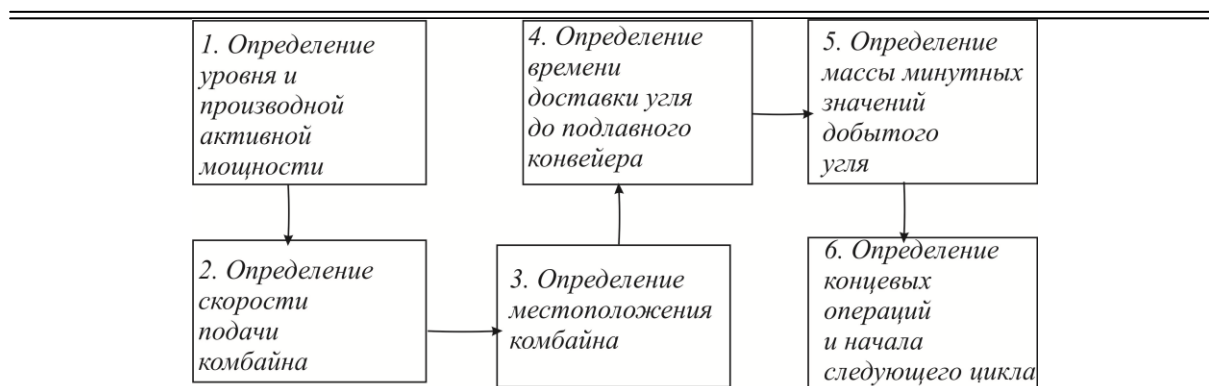 1. Определение
уровня и
производной
активной
мощности
2. Определение
скорости
подачи
комбайна
3. Определение
местоположения
комбайна
4. Определение
времени
доставки угля
до подлавного
конвейера
5. Определение
массы минутных
значений
добытого
угля
6. Определение
концевых
операций
и начала
следующего цикла